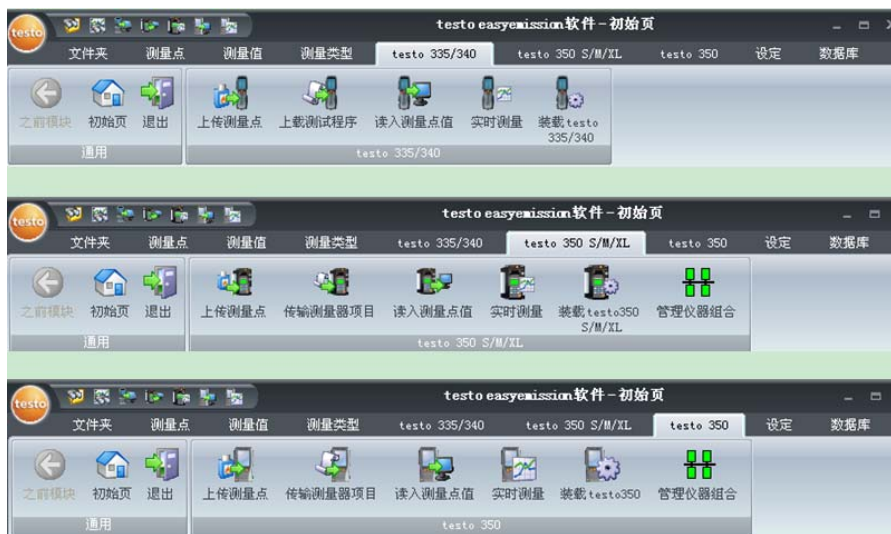 testo easyemission软件-初始页
testo
文件夹 测量点 测量值 测量类型 testo 335/340 testo 350 S/M/XL testo 350 设定 数据库
之前模块 初始页 退出 上传测量点 上载测试程序 读入测量点值 实时测量 装载testo
335/340
通用 testo 335/340
testo easyemission软件-初始页
testo
文件夹 测量点 测量值 测量类型 testo 335/340 testo 350 S/M/XL testo 350 设定 数据库
之前模块 初始页 退出 上传测量点 传输测量器项目 读入测量点值 实时测量 装载testo350 管理仪器组合
S/M/XL
通用 testo 350 S/M/XL
testo easyemission软件-初始页
testo
文件夹 测量点 测量值 测量类型 testo 335/340 testo 350 S/M/XL testo 350 设定 数据库
之前模块 初始页 退出 上传测量点 传输测量器项目 读入测量点值 实时测量 装载testo350 管理仪器组合
通用 testo 350